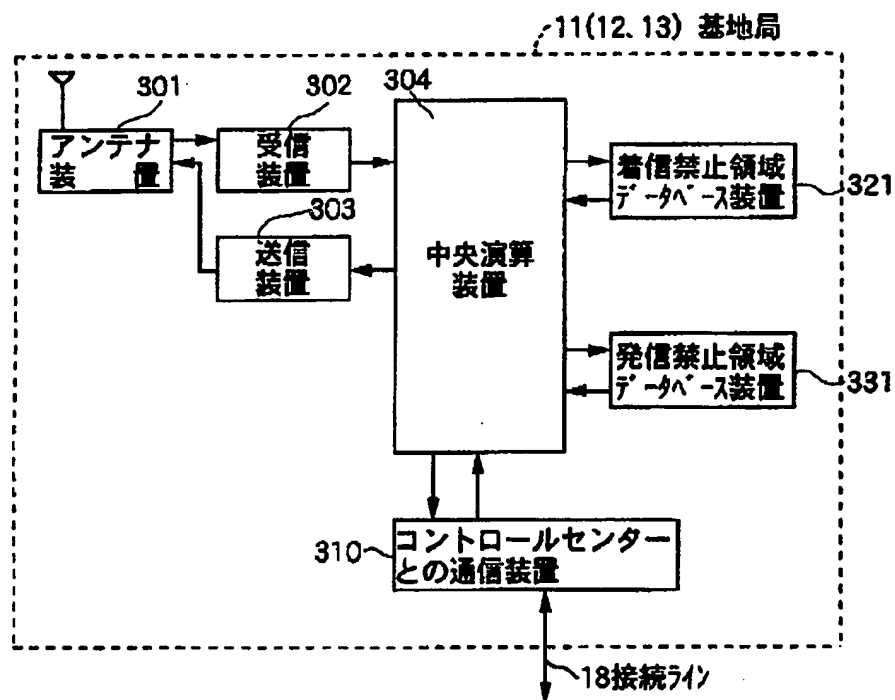 11(12、13) 基地局
301
302
304
アンテナ
装 置
受信
装置
303
送信
装置
中央演算
装置
着信禁止領域
データベース装置
321
発信禁止領域
データベース装置
331
310
コントロールセンター
との通信装置
18接続ライン